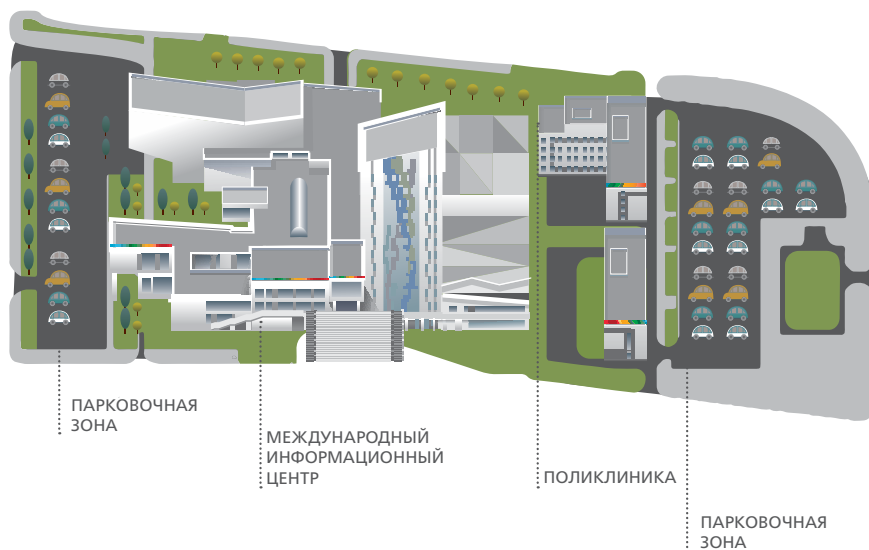 ПАРКОВОЧНАЯ
ЗОНА
МЕЖДУНАРОДНЫЙ
ИНФОРМАЦИОННЫЙ
ЦЕНТР
ПОЛИКЛИНИКА
ПАРКОВОЧНАЯ
ЗОНА